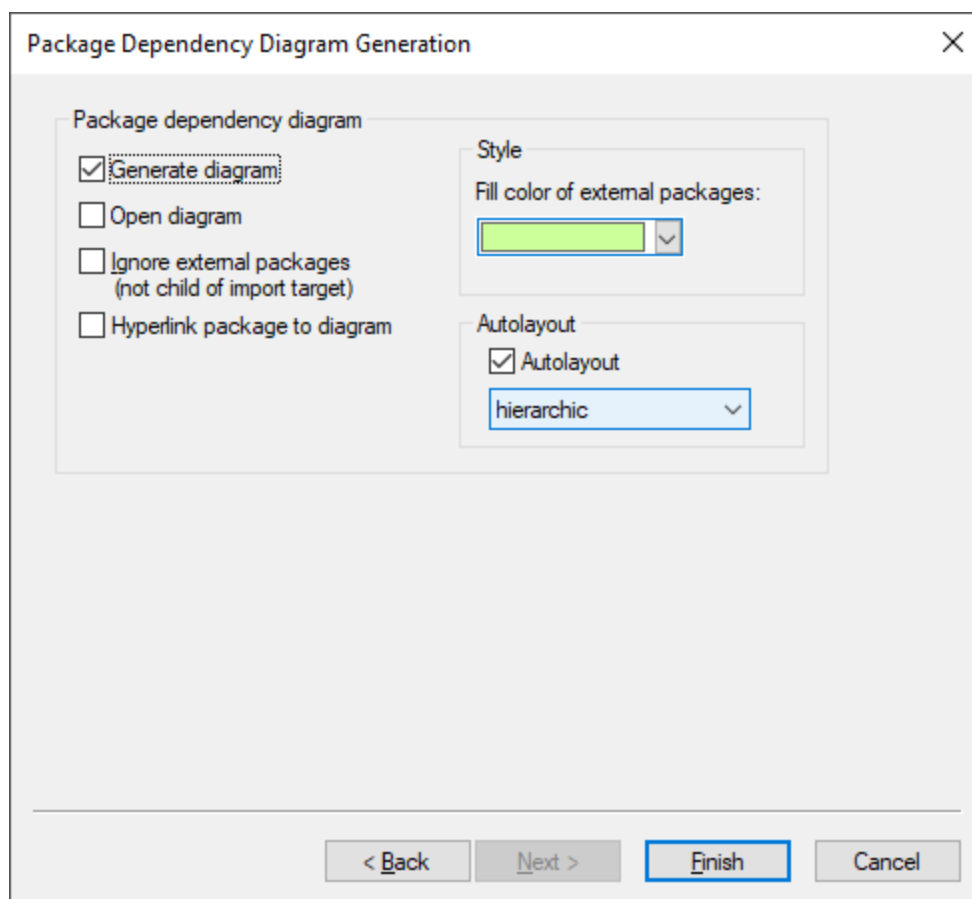 Package Dependency Diagram Generation
Package dependency diagram
Generate diagram
Open diagram
Ignore external packages
(not child of import target)
Hyperlink package to diagram
Style
Fill color of external packages:
Autolayout
Autolayout
hierarchic
< Back
Next >
Finish
Cancel